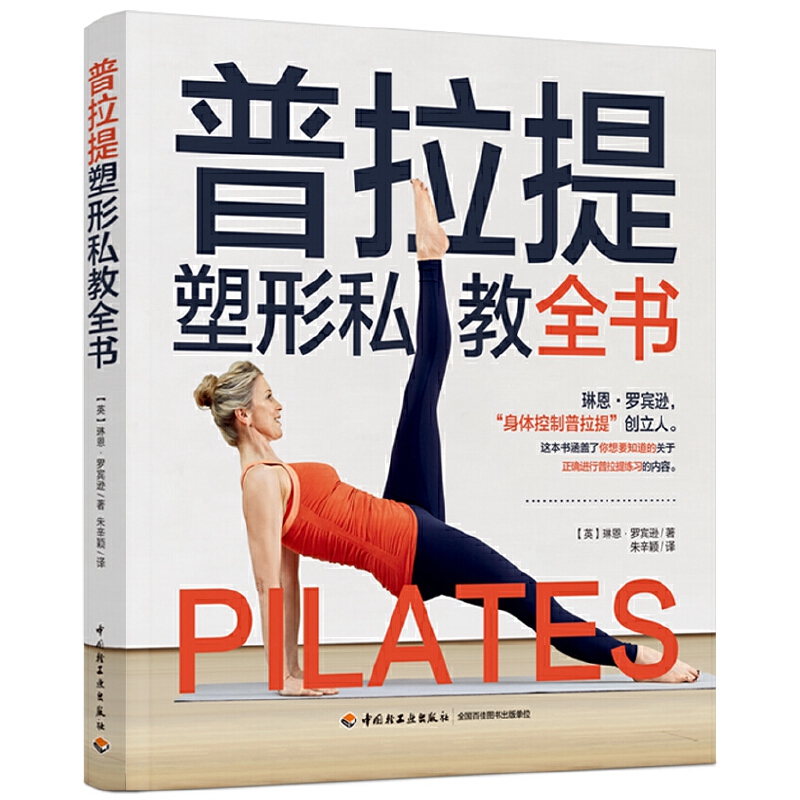 普拉提塑形私教全书
【英】琳恩·罗宾逊/著 朱辛颖/译
中国轻工业出版社
普拉提
塑形私教全书
琳恩·罗宾逊，
“身体控制普拉提”创立人。
这本书涵盖了你想要知道的关于
正确进行普拉提练习的内容。
【英】琳恩·罗宾逊/著
朱辛颖/译
PILATES
中国轻工业出版社 全国百佳图书出版单位